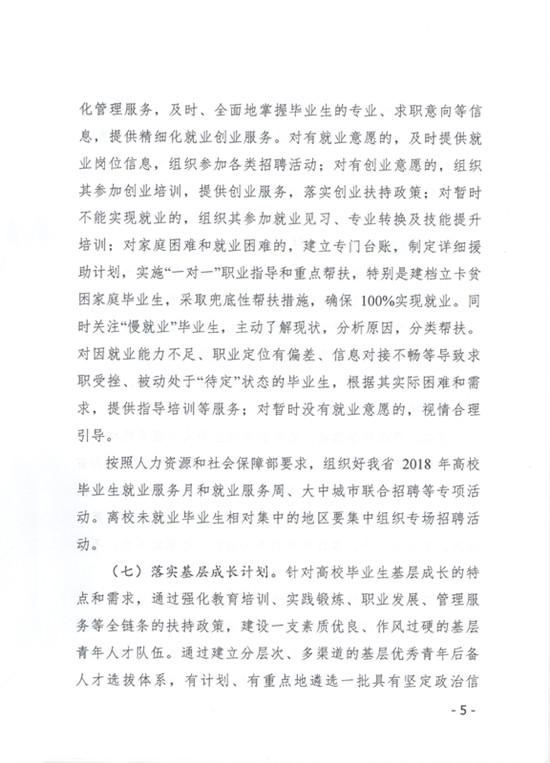 化管理服务，及时、全面地掌握毕业生的专业、求职意向等信
息，提供精细化就业创业服务。对有就业意愿的，及时提供就
业岗位信息，组织参加各类招聘活动；对有创业意愿的，组织
其参加创业培训，提供创业服务，落实创业扶持政策；对暂时
不能实现就业的，组织其参加就业见习、专业转换及技能提升
培训；对家庭困难和就业困难的，建立专门台账，制定详细援
助计划，实施“一对一”职业指导和重点帮扶，特别是建档立卡贫
困家庭毕业生，采取兜底性帮扶措施，确保 100%实现就业。同
时关注“慢就业”毕业生，主动了解现状，分析原因，分类帮扶。
对因就业能力不足、职业定位有偏差、信息对接不畅等导致求
职受挫、被动处于“待定”状态的毕业生，根据其实际困难和需
求，提供指导培训等服务；对暂时没有就业意愿的，视情合理
引导。
按照人力资源和社会保障部要求，组织好我省 2018 年高校
毕业生就业服务月和就业服务周、大中城市联合招聘等专项活
动。离校未就业毕业生相对集中的地区要集中组织专场招聘活
动。
（七）落实基层成长计划。针对高校毕业生基层成长的特
点和需求，通过强化教育培训、实践锻炼、职业发展、管理服
务等全链条的扶持政策，建设一支素质优良、作风过硬的基层
青年人才队伍。通过建立分层次、多渠道的基层优秀青年后备
人才选拔体系，有计划、有重点地遴选一批具有坚定政治信
- 5 -